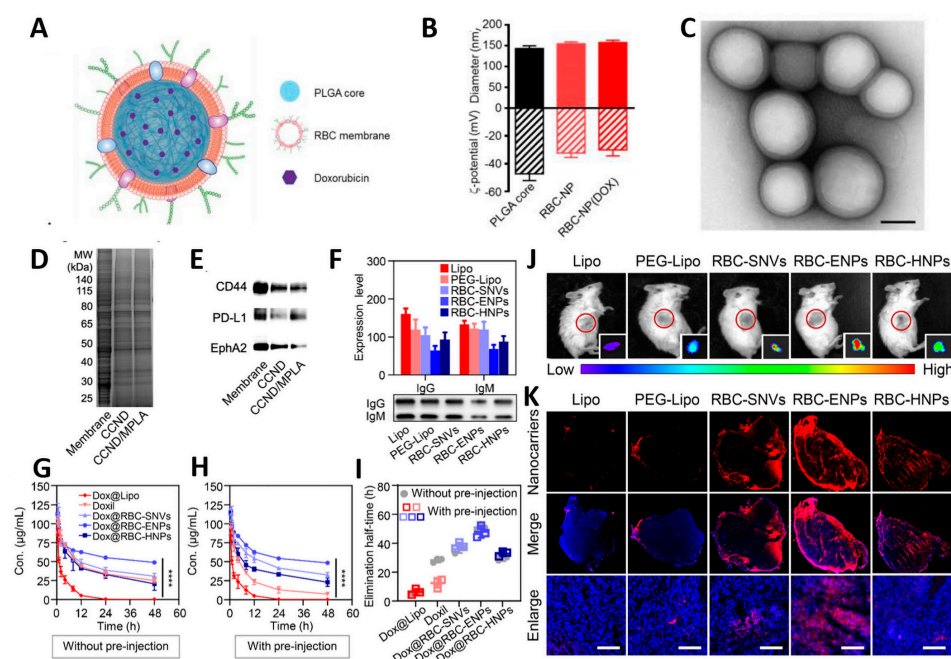 A
PLGA core
RBC membrane
Doxorubicin
B
Diameter (nm,
ζ-potential (mV)
150
100
50
0
-20
-40
-60
-80
PLGA core
RBC-NP
RBC-NP(DOX)
C
D
MW
(kDa)
140
115
80
70
60
50
40
30
25
Membrane
CCND
CCND/MPLA
E
CD44
PD-L1
EphA2
Membrane
CCND
CCND/MPLA
F
Expression level
300
200
100
0
Lipo
PEG-Lipo
RBC-SNVs
RBC-ENPs
RBC-HNPs
IgG
IgM
IgG
IgM
Lipo
PEG-Lipo
RBC-SNVs
RBC-ENPs
RBC-HNPs
G
Con. (μg/mL)
125
100
75
50
25
0
Dox@Lipo
Doxil
Dox@RBC-SNVs
Dox@RBC-ENPs
Dox@RBC-HNPs
****
0 12 24 36 48
Time (h)
Without pre-injection
H
Con. (μg/mL)
125
100
75
50
25
0
****
0 12 24 36 48
Time (h)
With pre-injection
I
Elimination half-time (h)
80
60
40
20
0
Without pre-injection
With pre-injection
Dox@Lipo
Doxil
Dox@RBC-SNVs
Dox@RBC-ENPs
Dox@RBC-HNPs
J
Lipo
PEG-Lipo
RBC-SNVs
RBC-ENPs
RBC-HNPs
Low
High
K
Lipo
PEG-Lipo
RBC-SNVs
RBC-ENPs
RBC-HNPs
Nanocarriers
Merge
Enlarge